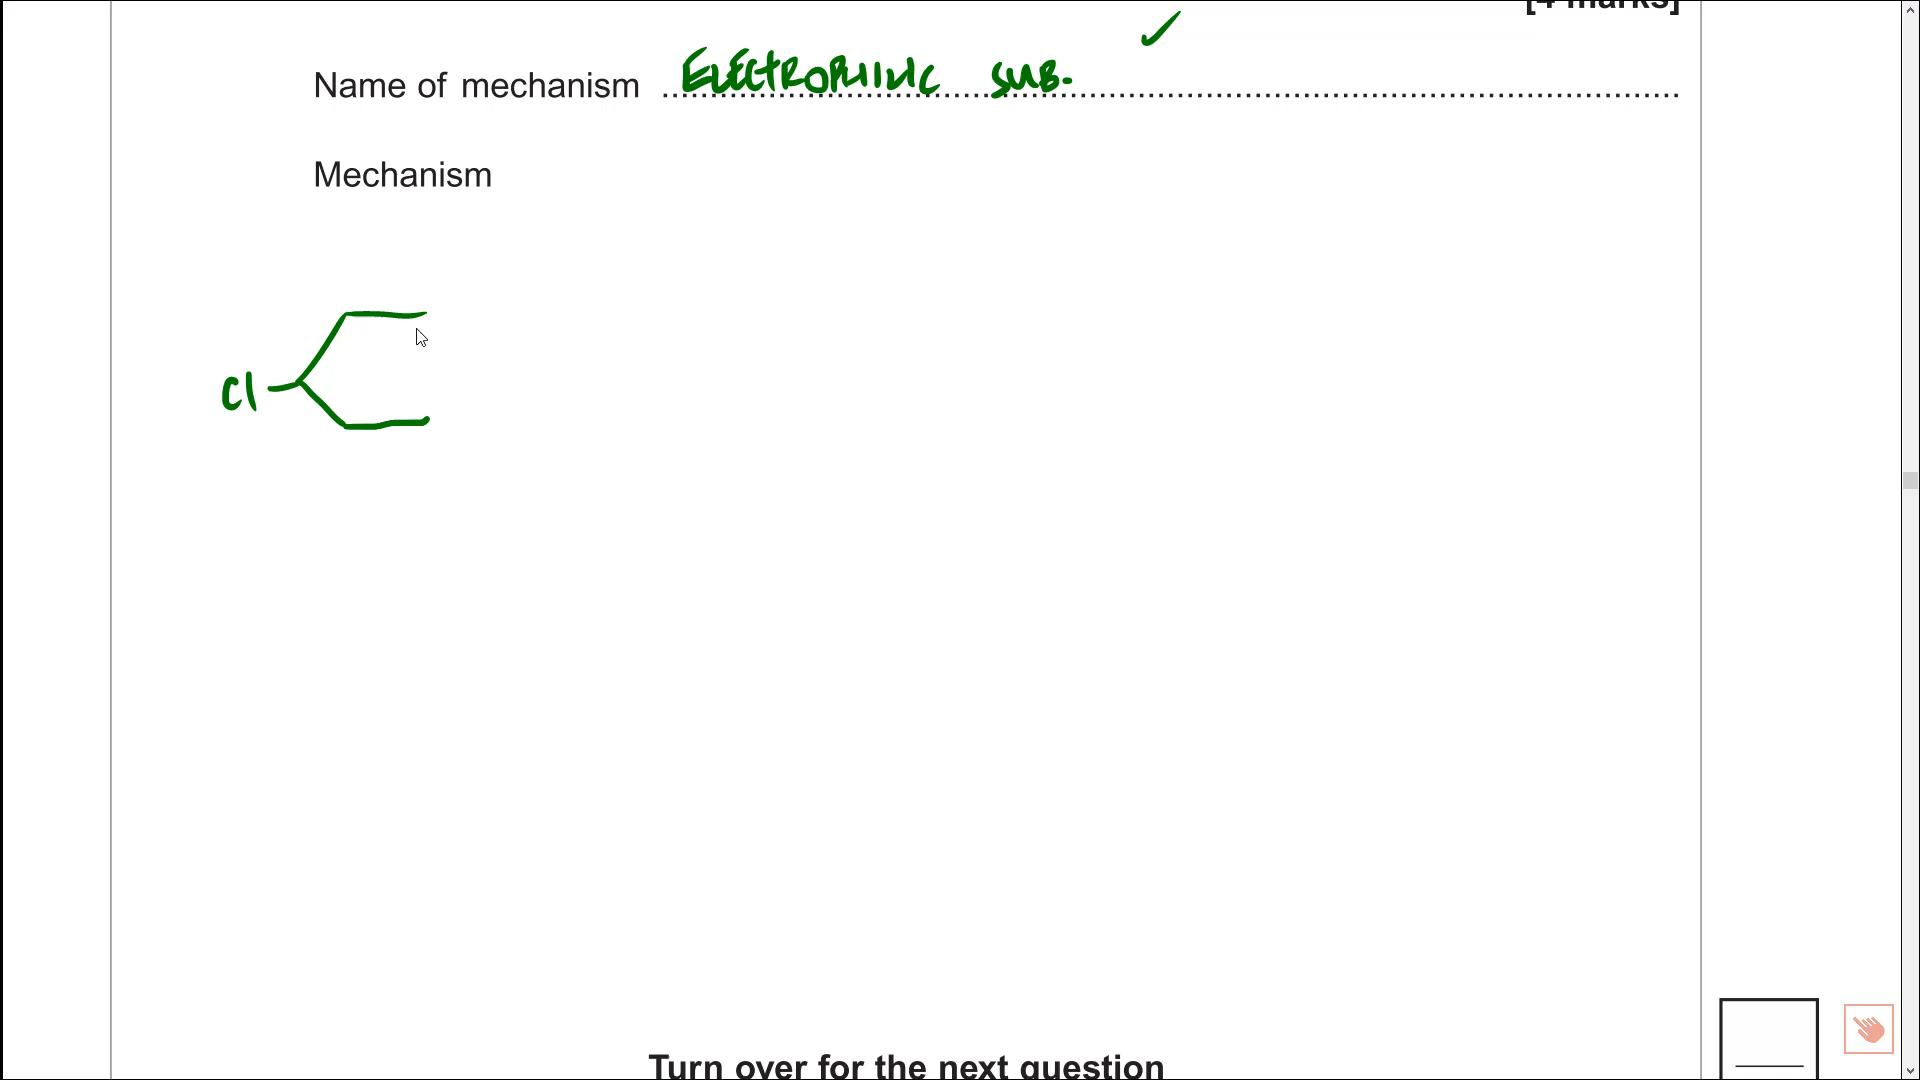 [4 marks]
Name of mechanism ELECTROPHILIC SUB.
Mechanism
Cl
Turn over for the next question